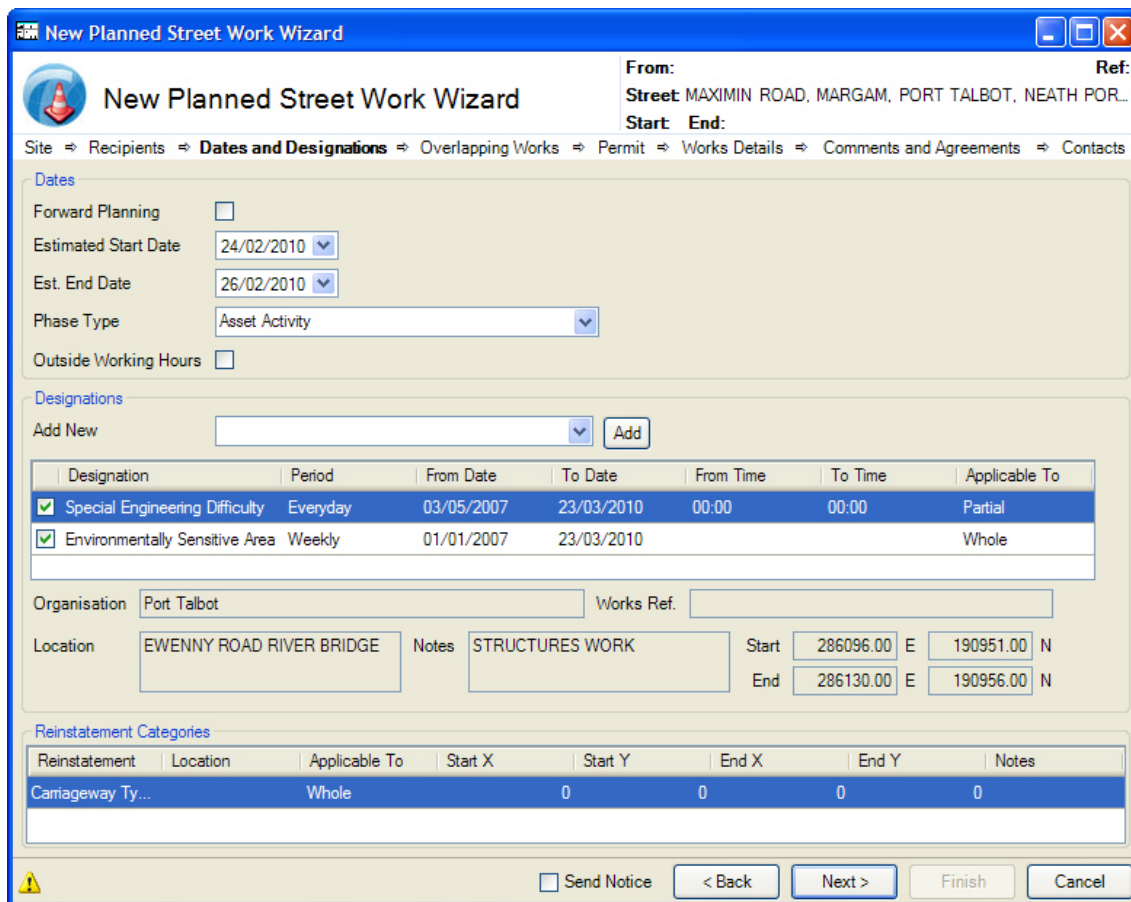 New Planned Street Work Wizard
New Planned Street Work Wizard
From: Ref:
Street: MAXIMIN ROAD, MARGAM, PORT TALBOT, NEATH POR...
Start: End:
Site ⇒ Recipients ⇒ Dates and Designations ⇒ Overlapping Works ⇒ Permit ⇒ Works Details ⇒ Comments and Agreements ⇒ Contacts
Dates
Forward Planning
Estimated Start Date 24/02/2010
Est. End Date 26/02/2010
Phase Type Asset Activity
Outside Working Hours
Designations
Add New Add
Designation Period From Date To Date From Time To Time Applicable To
Special Engineering Difficulty Everyday 03/05/2007 23/03/2010 00:00 00:00 Partial
Environmentally Sensitive Area Weekly 01/01/2007 23/03/2010 Whole
Organisation Port Talbot Works Ref.
Location EWENNY ROAD RIVER BRIDGE Notes STRUCTURES WORK Start 286096.00 E 190951.00 N
End 286130.00 E 190956.00 N
Reinstatement Categories
Reinstatement Location Applicable To Start X Start Y End X End Y Notes
Carriageway Ty... Whole 0 0 0 0
Send Notice < Back Next > Finish Cancel